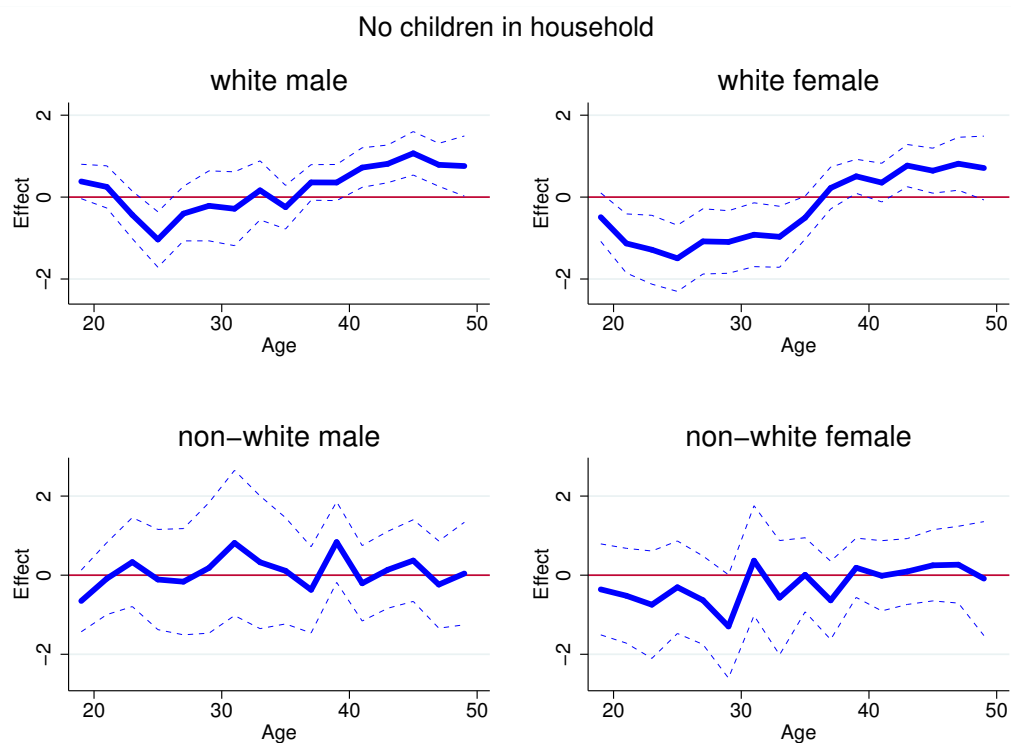 No children in household
white male
2
0
−2
Effect
20 30 40 50
Age
white female
2
0
−2
Effect
20 30 40 50
Age
non−white male
2
0
−2
Effect
20 30 40 50
Age
non−white female
2
0
−2
Effect
20 30 40 50
Age